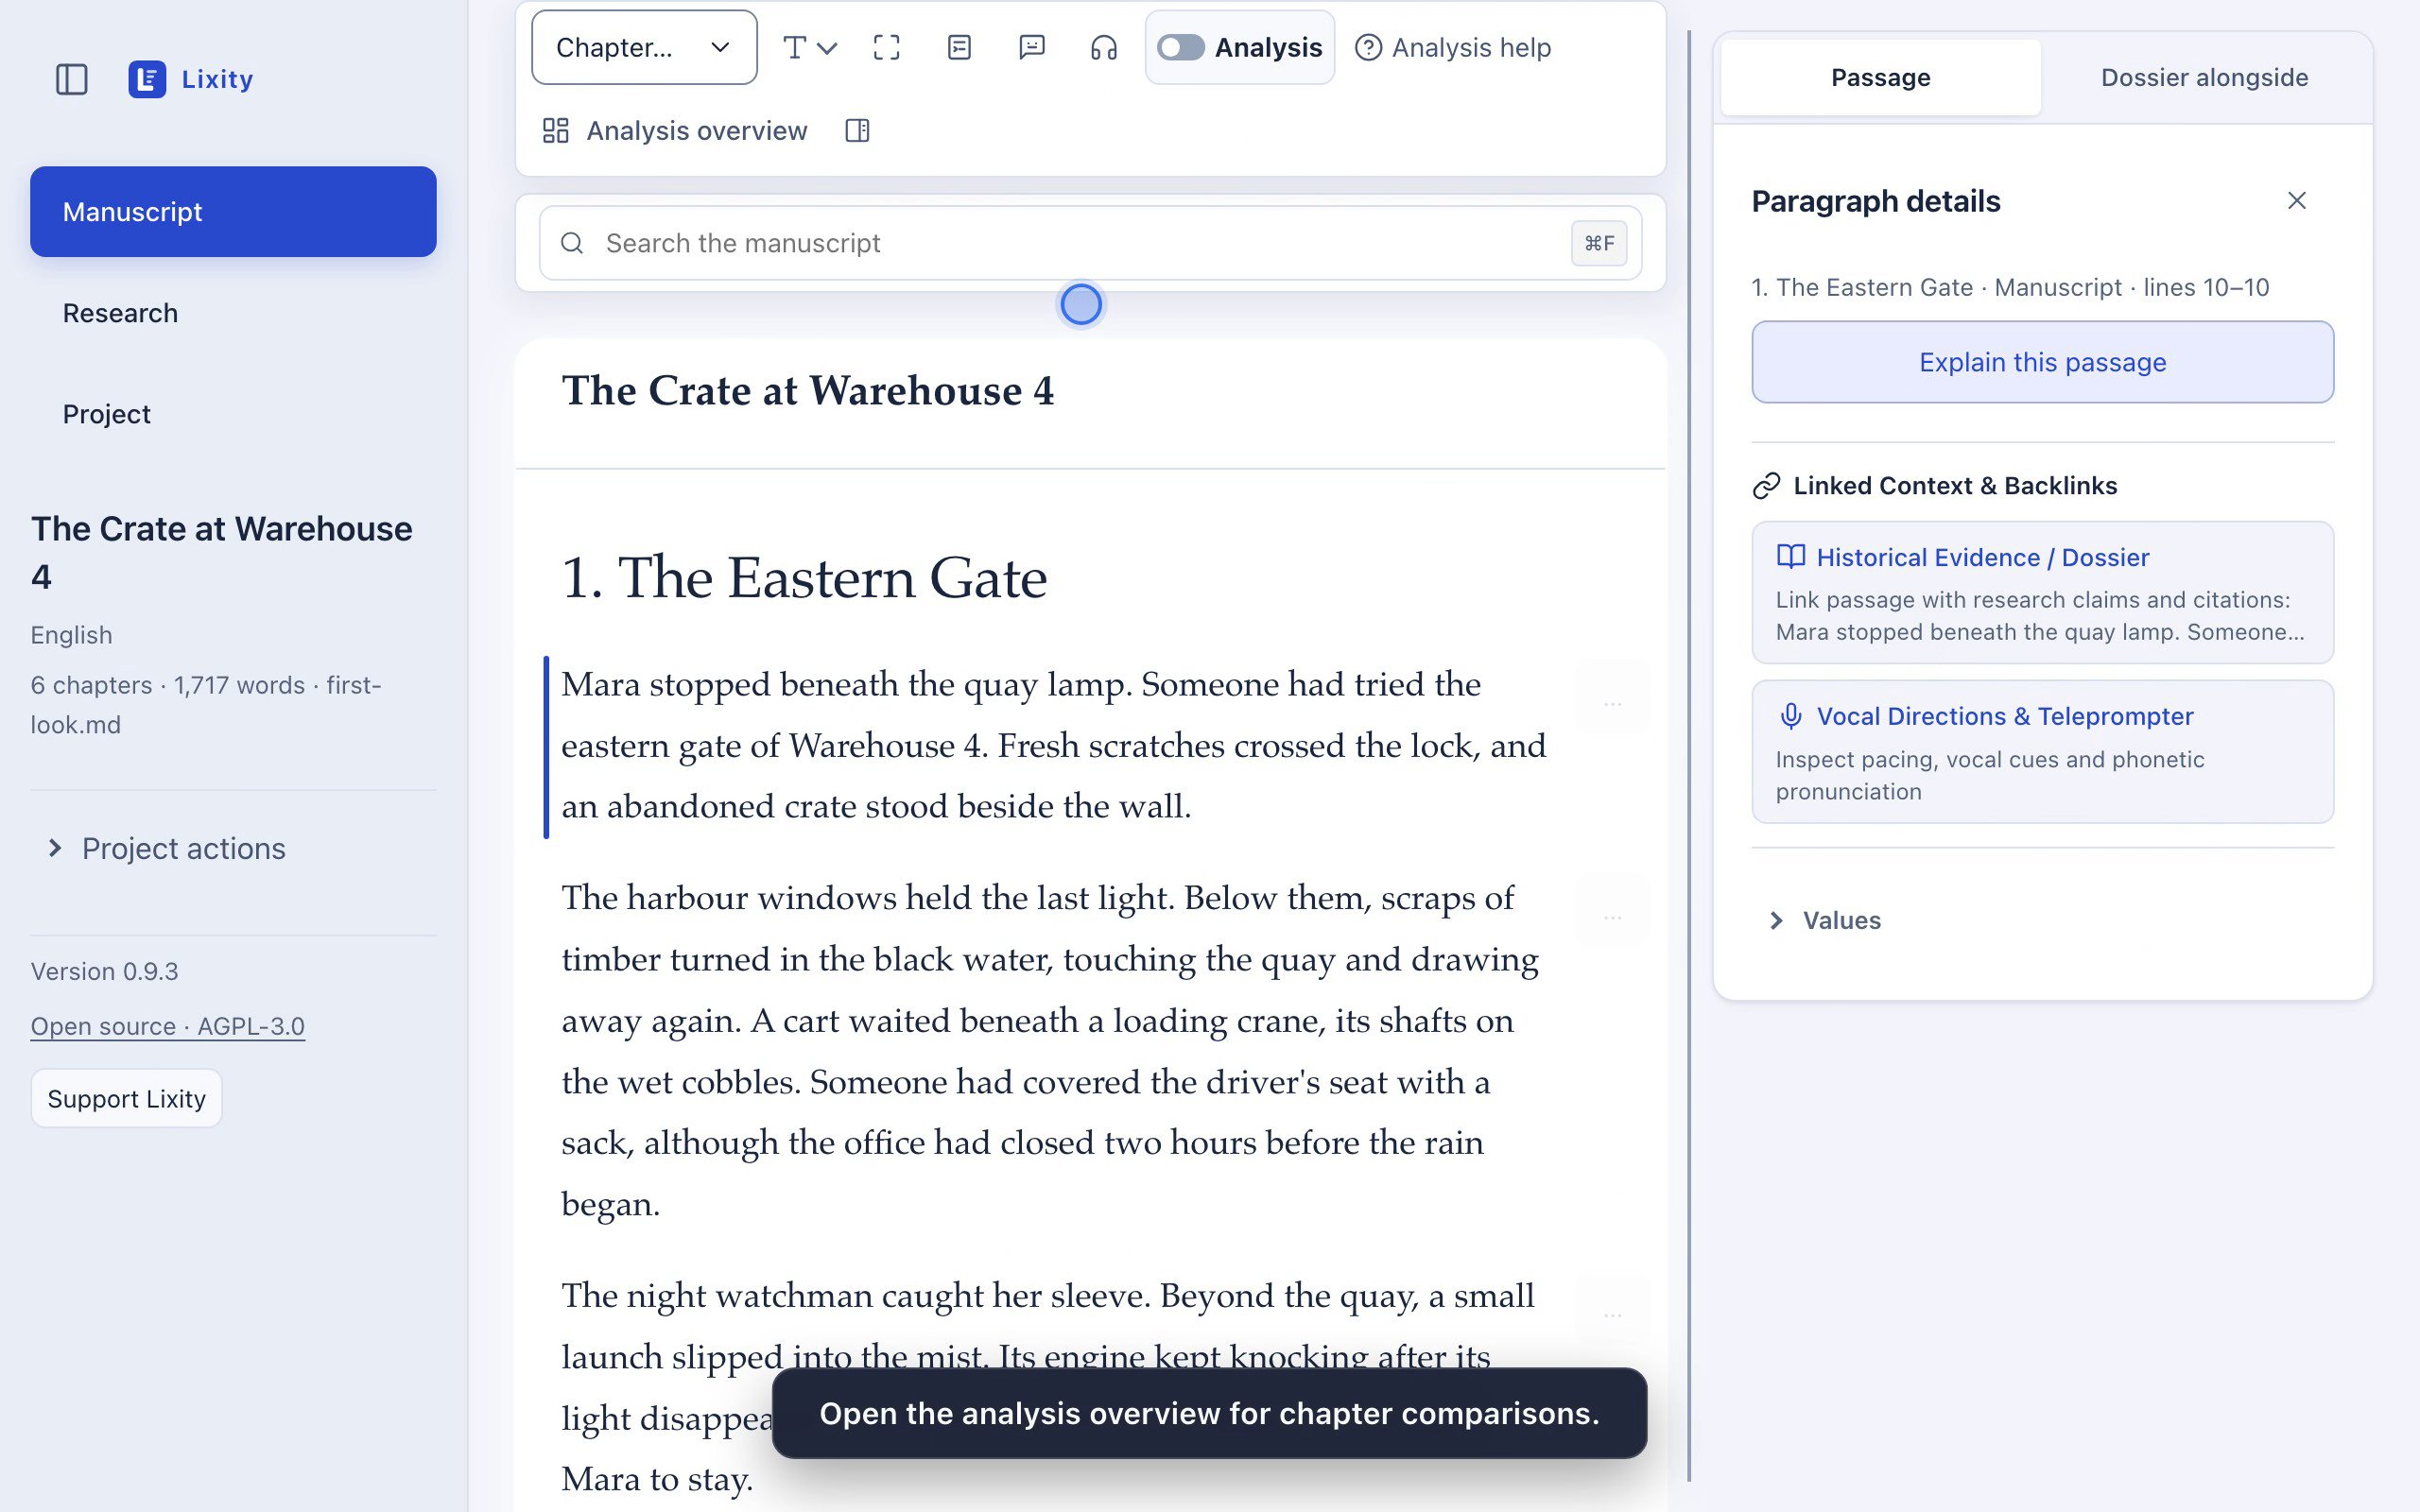 Lixity
Manuscript
Research
Project
The Crate at Warehouse
4
English
6 chapters · 1,717 words · first-
look.md
Project actions
Version 0.9.3
Open source · AGPL-3.0
Support Lixity
Chapter...
Analysis
Analysis help
Analysis overview
Search the manuscript
⌘F
The Crate at Warehouse 4
1. The Eastern Gate
Mara stopped beneath the quay lamp. Someone had tried the
eastern gate of Warehouse 4. Fresh scratches crossed the lock, and
an abandoned crate stood beside the wall.
The harbour windows held the last light. Below them, scraps of
timber turned in the black water, touching the quay and drawing
away again. A cart waited beneath a loading crane, its shafts on
the wet cobbles. Someone had covered the driver's seat with a
sack, although the office had closed two hours before the rain
began.
The night watchman caught her sleeve. Beyond the quay, a small
launch slipped into the mist. Its engine kept knocking after its
light disappea
Mara to stay.
Open the analysis overview for chapter comparisons.
Passage
Dossier alongside
Paragraph details
1. The Eastern Gate · Manuscript · lines 10–10
Explain this passage
Linked Context & Backlinks
Historical Evidence / Dossier
Link passage with research claims and citations:
Mara stopped beneath the quay lamp. Someone...
Vocal Directions & Teleprompter
Inspect pacing, vocal cues and phonetic
pronunciation
Values